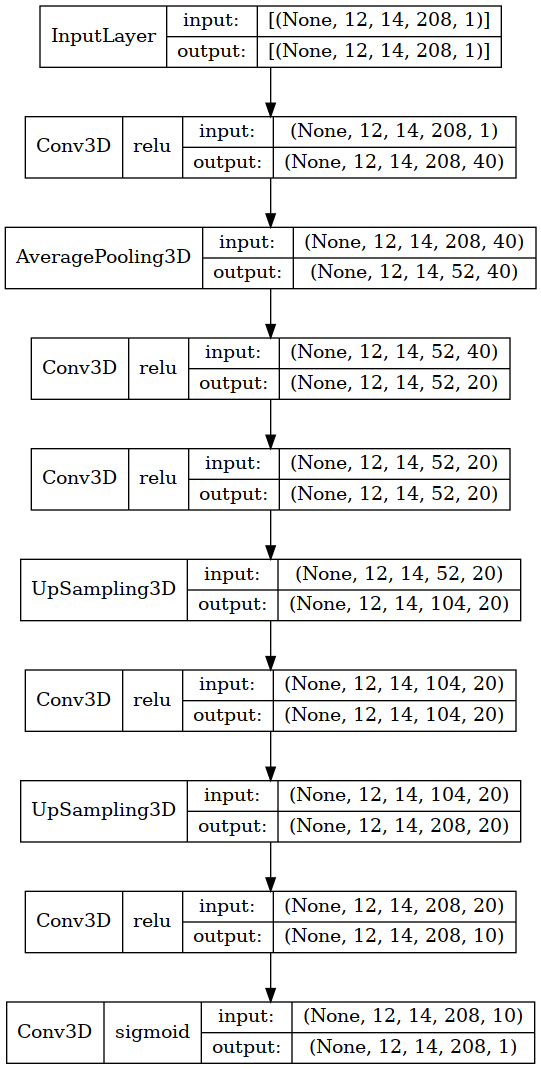 InputLayer input: [(None, 12, 14, 208, 1)]
output: [(None, 12, 14, 208, 1)]
Conv3D relu input: (None, 12, 14, 208, 1)
output: (None, 12, 14, 208, 40)
AveragePooling3D input: (None, 12, 14, 208, 40)
output: (None, 12, 14, 52, 40)
Conv3D relu input: (None, 12, 14, 52, 40)
output: (None, 12, 14, 52, 20)
Conv3D relu input: (None, 12, 14, 52, 20)
output: (None, 12, 14, 52, 20)
UpSampling3D input: (None, 12, 14, 52, 20)
output: (None, 12, 14, 104, 20)
Conv3D relu input: (None, 12, 14, 104, 20)
output: (None, 12, 14, 104, 20)
UpSampling3D input: (None, 12, 14, 104, 20)
output: (None, 12, 14, 208, 20)
Conv3D relu input: (None, 12, 14, 208, 20)
output: (None, 12, 14, 208, 10)
Conv3D sigmoid input: (None, 12, 14, 208, 10)
output: (None, 12, 14, 208, 1)